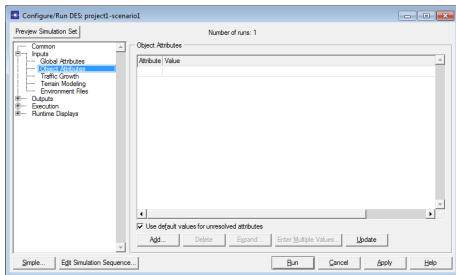 Configure/Run DES: project1-scenario1
Preview Simulation Set
Number of runs: 1
Common
Inputs
Global Attributes
Object Attributes
Traffic Growth
Terrain Modeling
Environment Files
Outputs
Execution
Runtime Displays
Object Attributes
Attribute Value
Use default values for unresolved attributes
Add... Delete Expand... Enter Multiple Values... Update
Simple... Edit Simulation Sequence... Run Cancel Apply Help